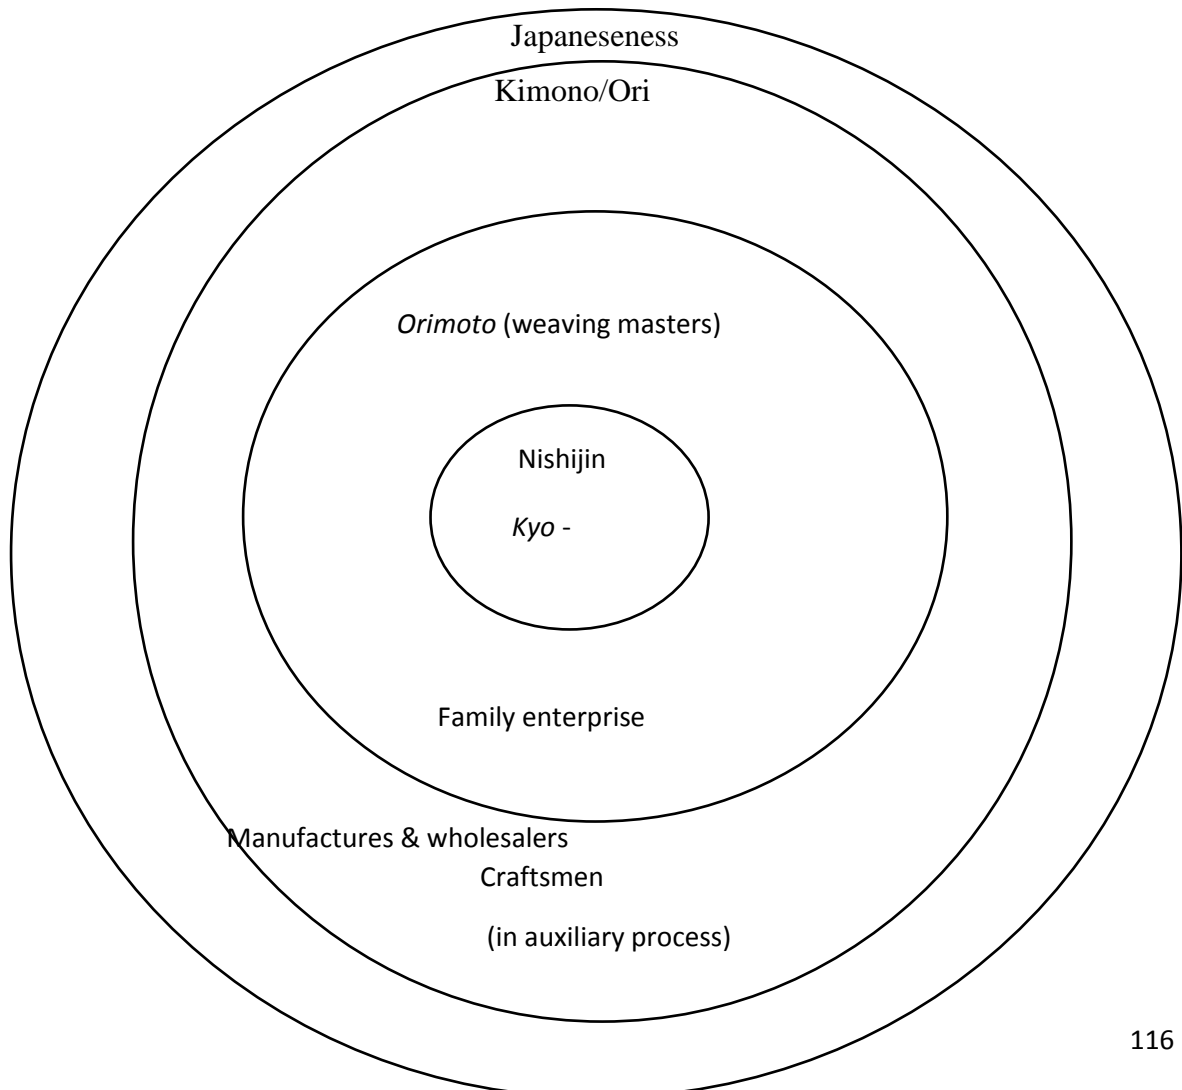 Japaneseness
Kimono/Ori
Orimoto (weaving masters)
Nishijin
Kyo -
Family enterprise
Manufactures & wholesalers
Craftsmen
(in auxiliary process)
116